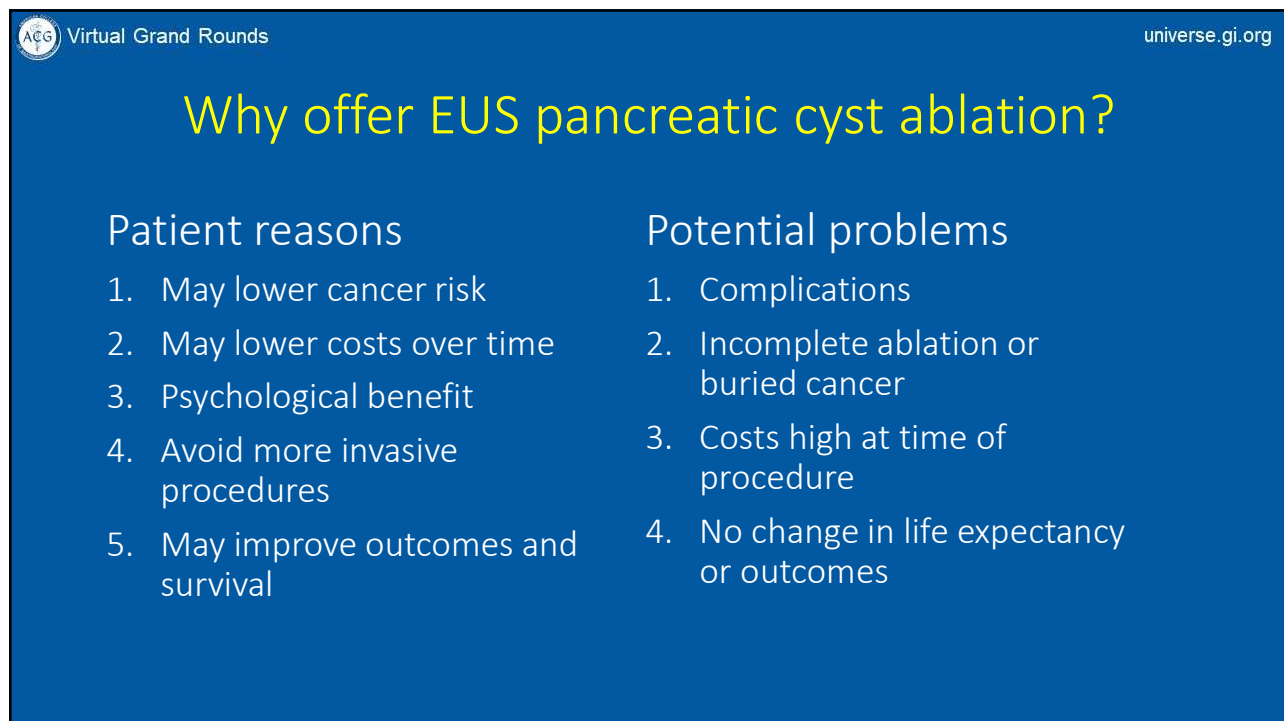 ACG
Virtual Grand Rounds
universe.gi.org
Why offer EUS pancreatic cyst ablation?
Patient reasons
1. May lower cancer risk
2. May lower costs over time
3. Psychological benefit
4. Avoid more invasive
procedures
5. May improve outcomes and
survival
Potential problems
1. Complications
2. Incomplete ablation or
buried cancer
3. Costs high at time of
procedure
4. No change in life expectancy
or outcomes